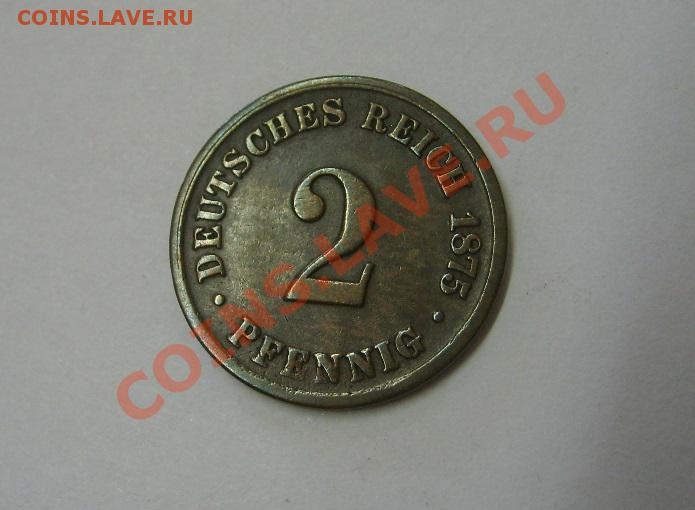 COINS.LAVE.RU
DEUTSCHES REICH 1875
2
· PFENNIG ·
COINS.LAVE.RU